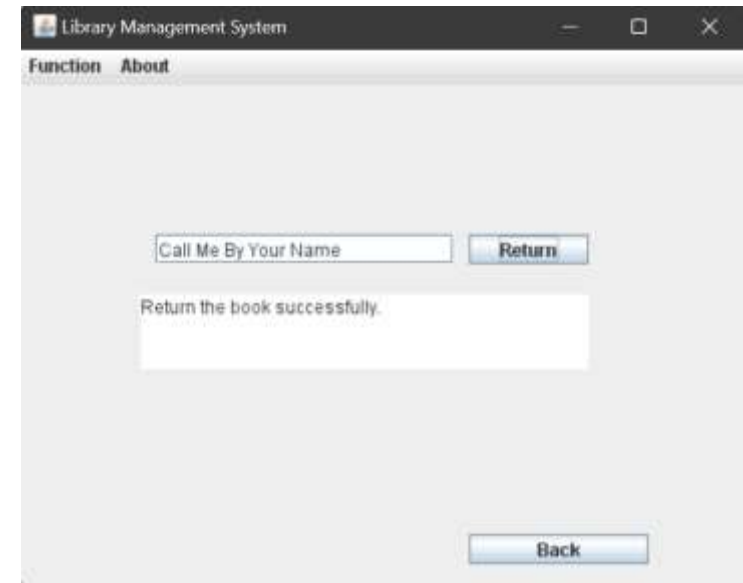 Library Management System
Function About
Call Me By Your Name Return
Return the book successfully.
Back